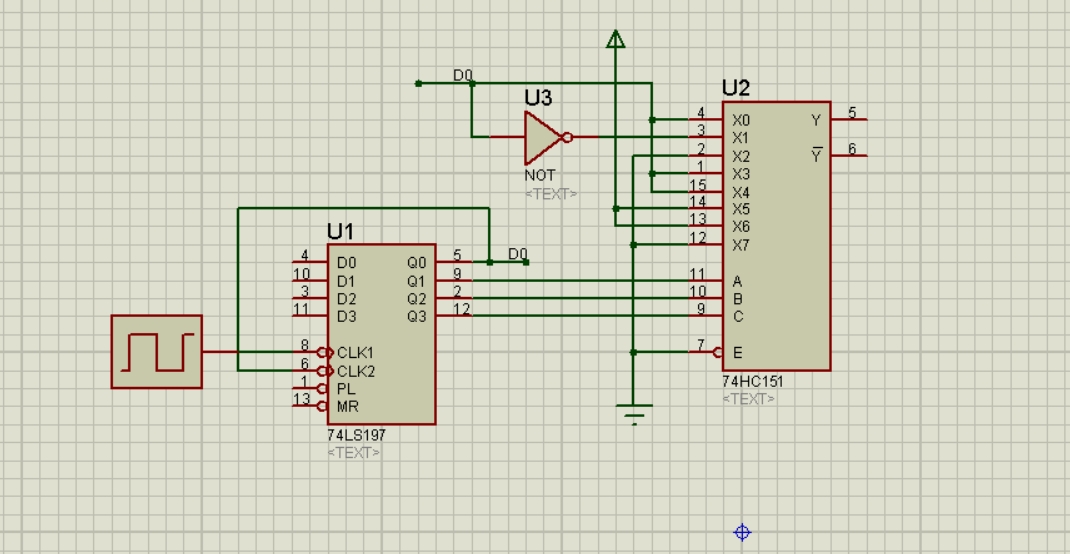 D0
U3
NOT
<TEXT>
U2
4 X0 Y 5
3 X1
2 X2 Y 6
1 X3
15 X4
14 X5
13 X6
12 X7
11 A
10 B
9 C
7 E
74HC151
<TEXT>
U1
4 D0 Q0 5 D0
10 D1 Q1 9
3 D2 Q2 2
11 D3 Q3 12
8 CLK1
6 CLK2
1 PL
13 MR
74LS197
<TEXT>